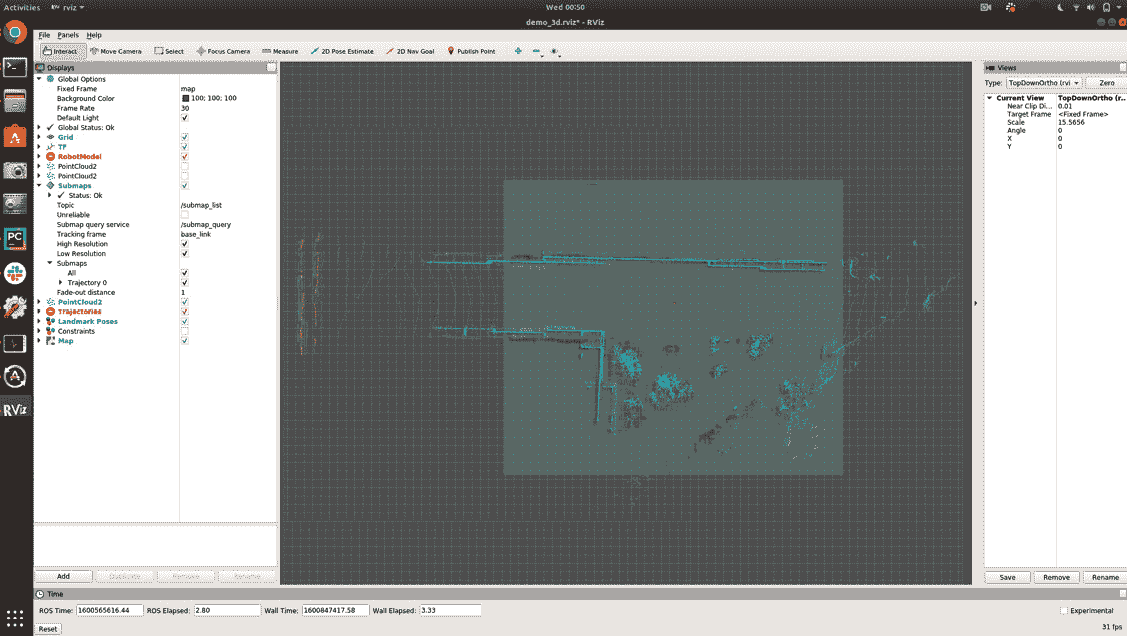 Activities rviz Wed 00:50
demo_3d.rviz* - RViz
File Panels Help
Interact Move Camera Select Focus Camera Measure 2D Pose Estimate 2D Nav Goal Publish Point
Displays
Global Options
Fixed Frame map
Background Color 100; 100; 100
Frame Rate 30
Default Light
Global Status: Ok
Grid
TF
RobotModel
PointCloud2
PointCloud2
Submaps
Status: Ok
Topic /submap_list
Unreliable
Submap query service /submap_query
Tracking frame base_link
High Resolution
Low Resolution
Submaps
All
Trajectory 0
Fade-out distance 1
PointCloud2
Trajectories
Landmark Poses
Constraints
Map
Add Duplicate Remove Rename
Views
Type: TopDownOrtho (rvi Zero
Current View TopDownOrtho (r...
Near Clip Di... 0.01
Target Frame <Fixed Frame>
Scale 15.5656
Angle 0
X 0
Y 0
Save Remove Rename
Time
ROS Time: 1600565616.44 ROS Elapsed: 2.80 Wall Time: 1600847417.58 Wall Elapsed: 3.33 Experimental
Reset 31 fps
PC
RViz